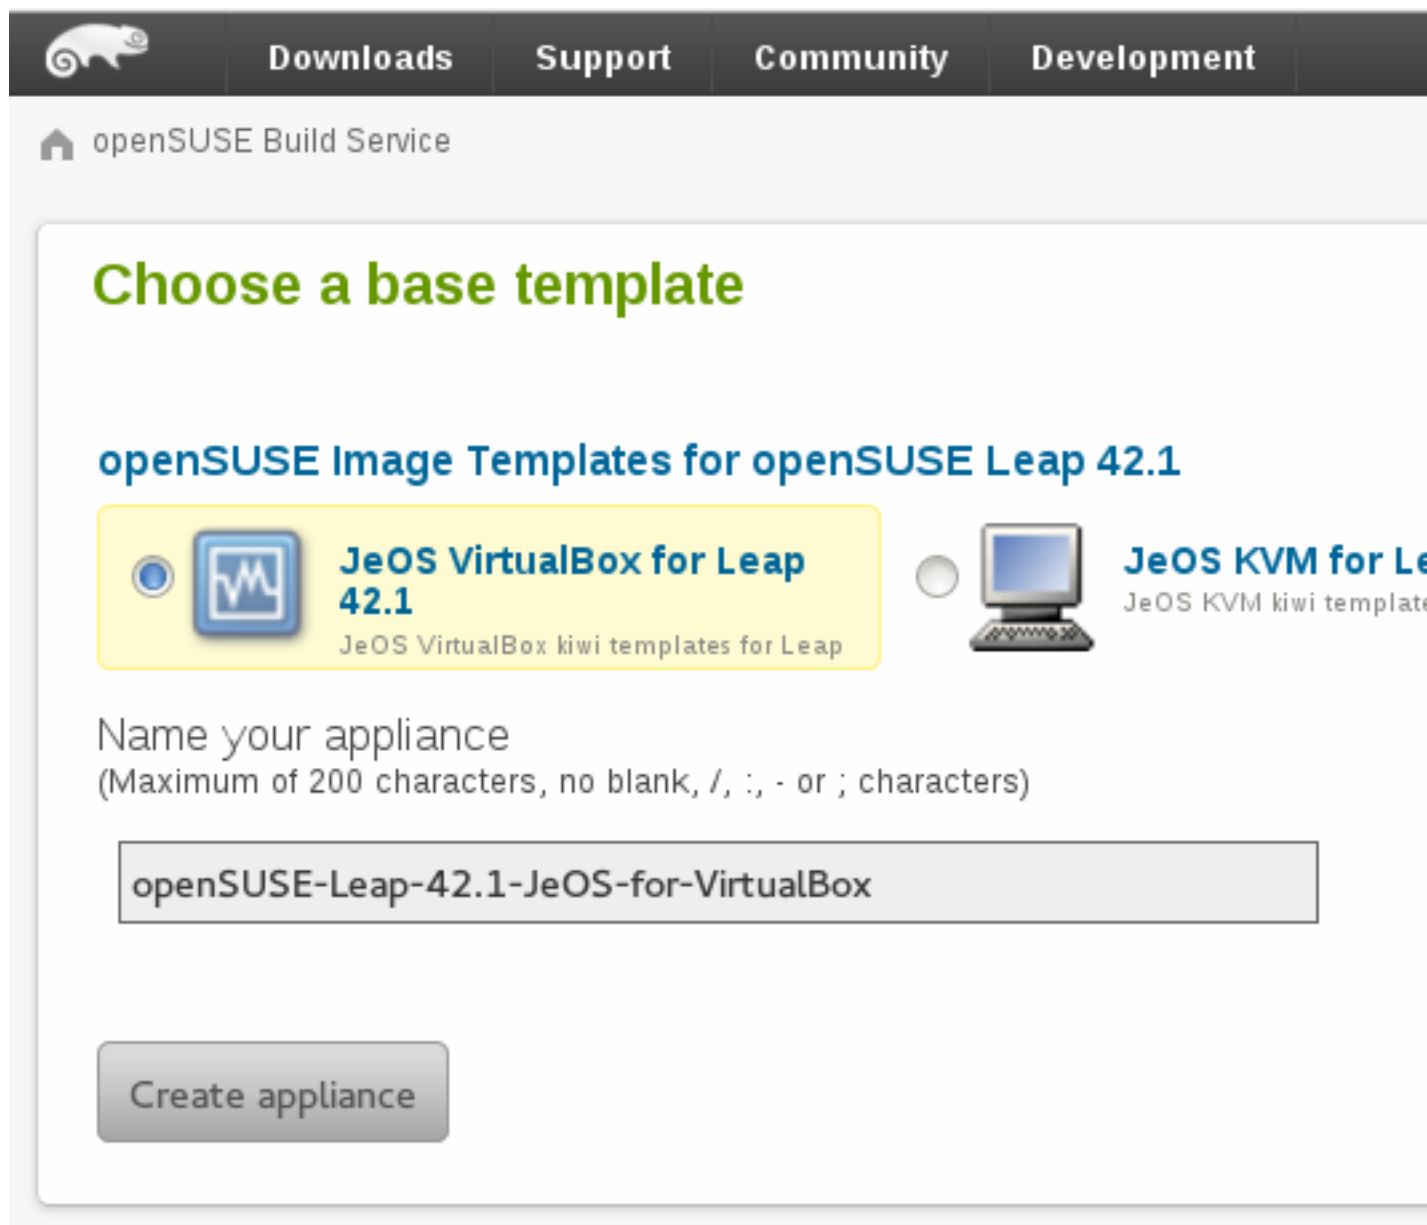 Downloads Support Community Development
openSUSE Build Service
Choose a base template
openSUSE Image Templates for openSUSE Leap 42.1
JeOS VirtualBox for Leap
42.1
JeOS VirtualBox kiwi templates for Leap
JeOS KVM for
JeOS KVM kiwi
Name your appliance
(Maximum of 200 characters, no blank, /, :, - or ; characters)
openSUSE-Leap-42.1-JeOS-for-VirtualBox
Create appliance